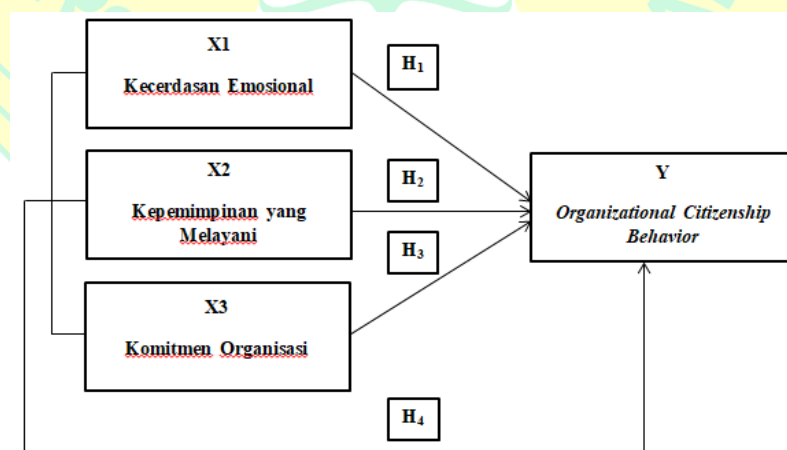 X1
Kecerdasan Emosional
H1
X2
Kepemimpinan yang
Melayani
H2
H3
X3
Komitmen Organisasi
H4
Y
Organizational Citizenship
Behavior